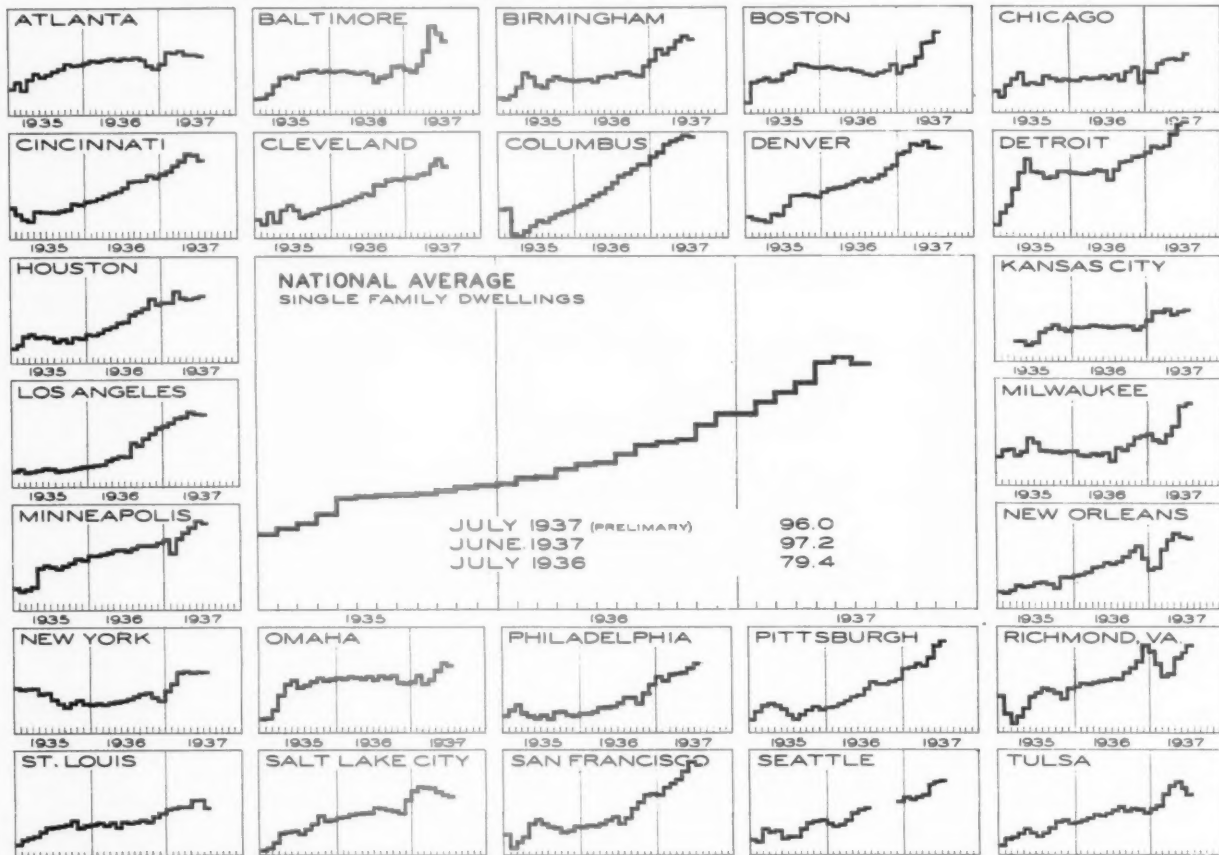 ATLANTA
BALTIMORE
BIRMINGHAM
BOSTON
CHICAGO
1935 1936 1937
1935 1936 1937
1935 1936 1937
1935 1936 1937
1935 1936 1937
CINCINNATI
CLEVELAND
COLUMBUS
DENVER
DETROIT
1935 1936 1937
1935 1936 1937
1935 1936 1937
1935 1936 1937
1935 1936 1937
HOUSTON
NATIONAL AVERAGE
SINGLE FAMILY DWELLINGS
KANSAS CITY
1935 1936 1937
1935 1936 1937
LOS ANGELES
MILWAUKEE
1935 1936 1937
1935 1936 1937
MINNEAPOLIS
NEW ORLEANS
JULY 1937 (PRELIMARY) 96.0
JUNE 1937 97.2
JULY 1936 79.4
1935 1936 1937
1935 1936 1937
1935 1936 1937
NEW YORK
OMAHA
PHILADELPHIA
PITTSBURGH
RICHMOND, VA.
1935 1936 1937
1935 1936 1937
1935 1936 1937
1935 1936 1937
1935 1936 1937
ST. LOUIS
SALT LAKE CITY
SAN FRANCISCO
SEATTLE
TULSA